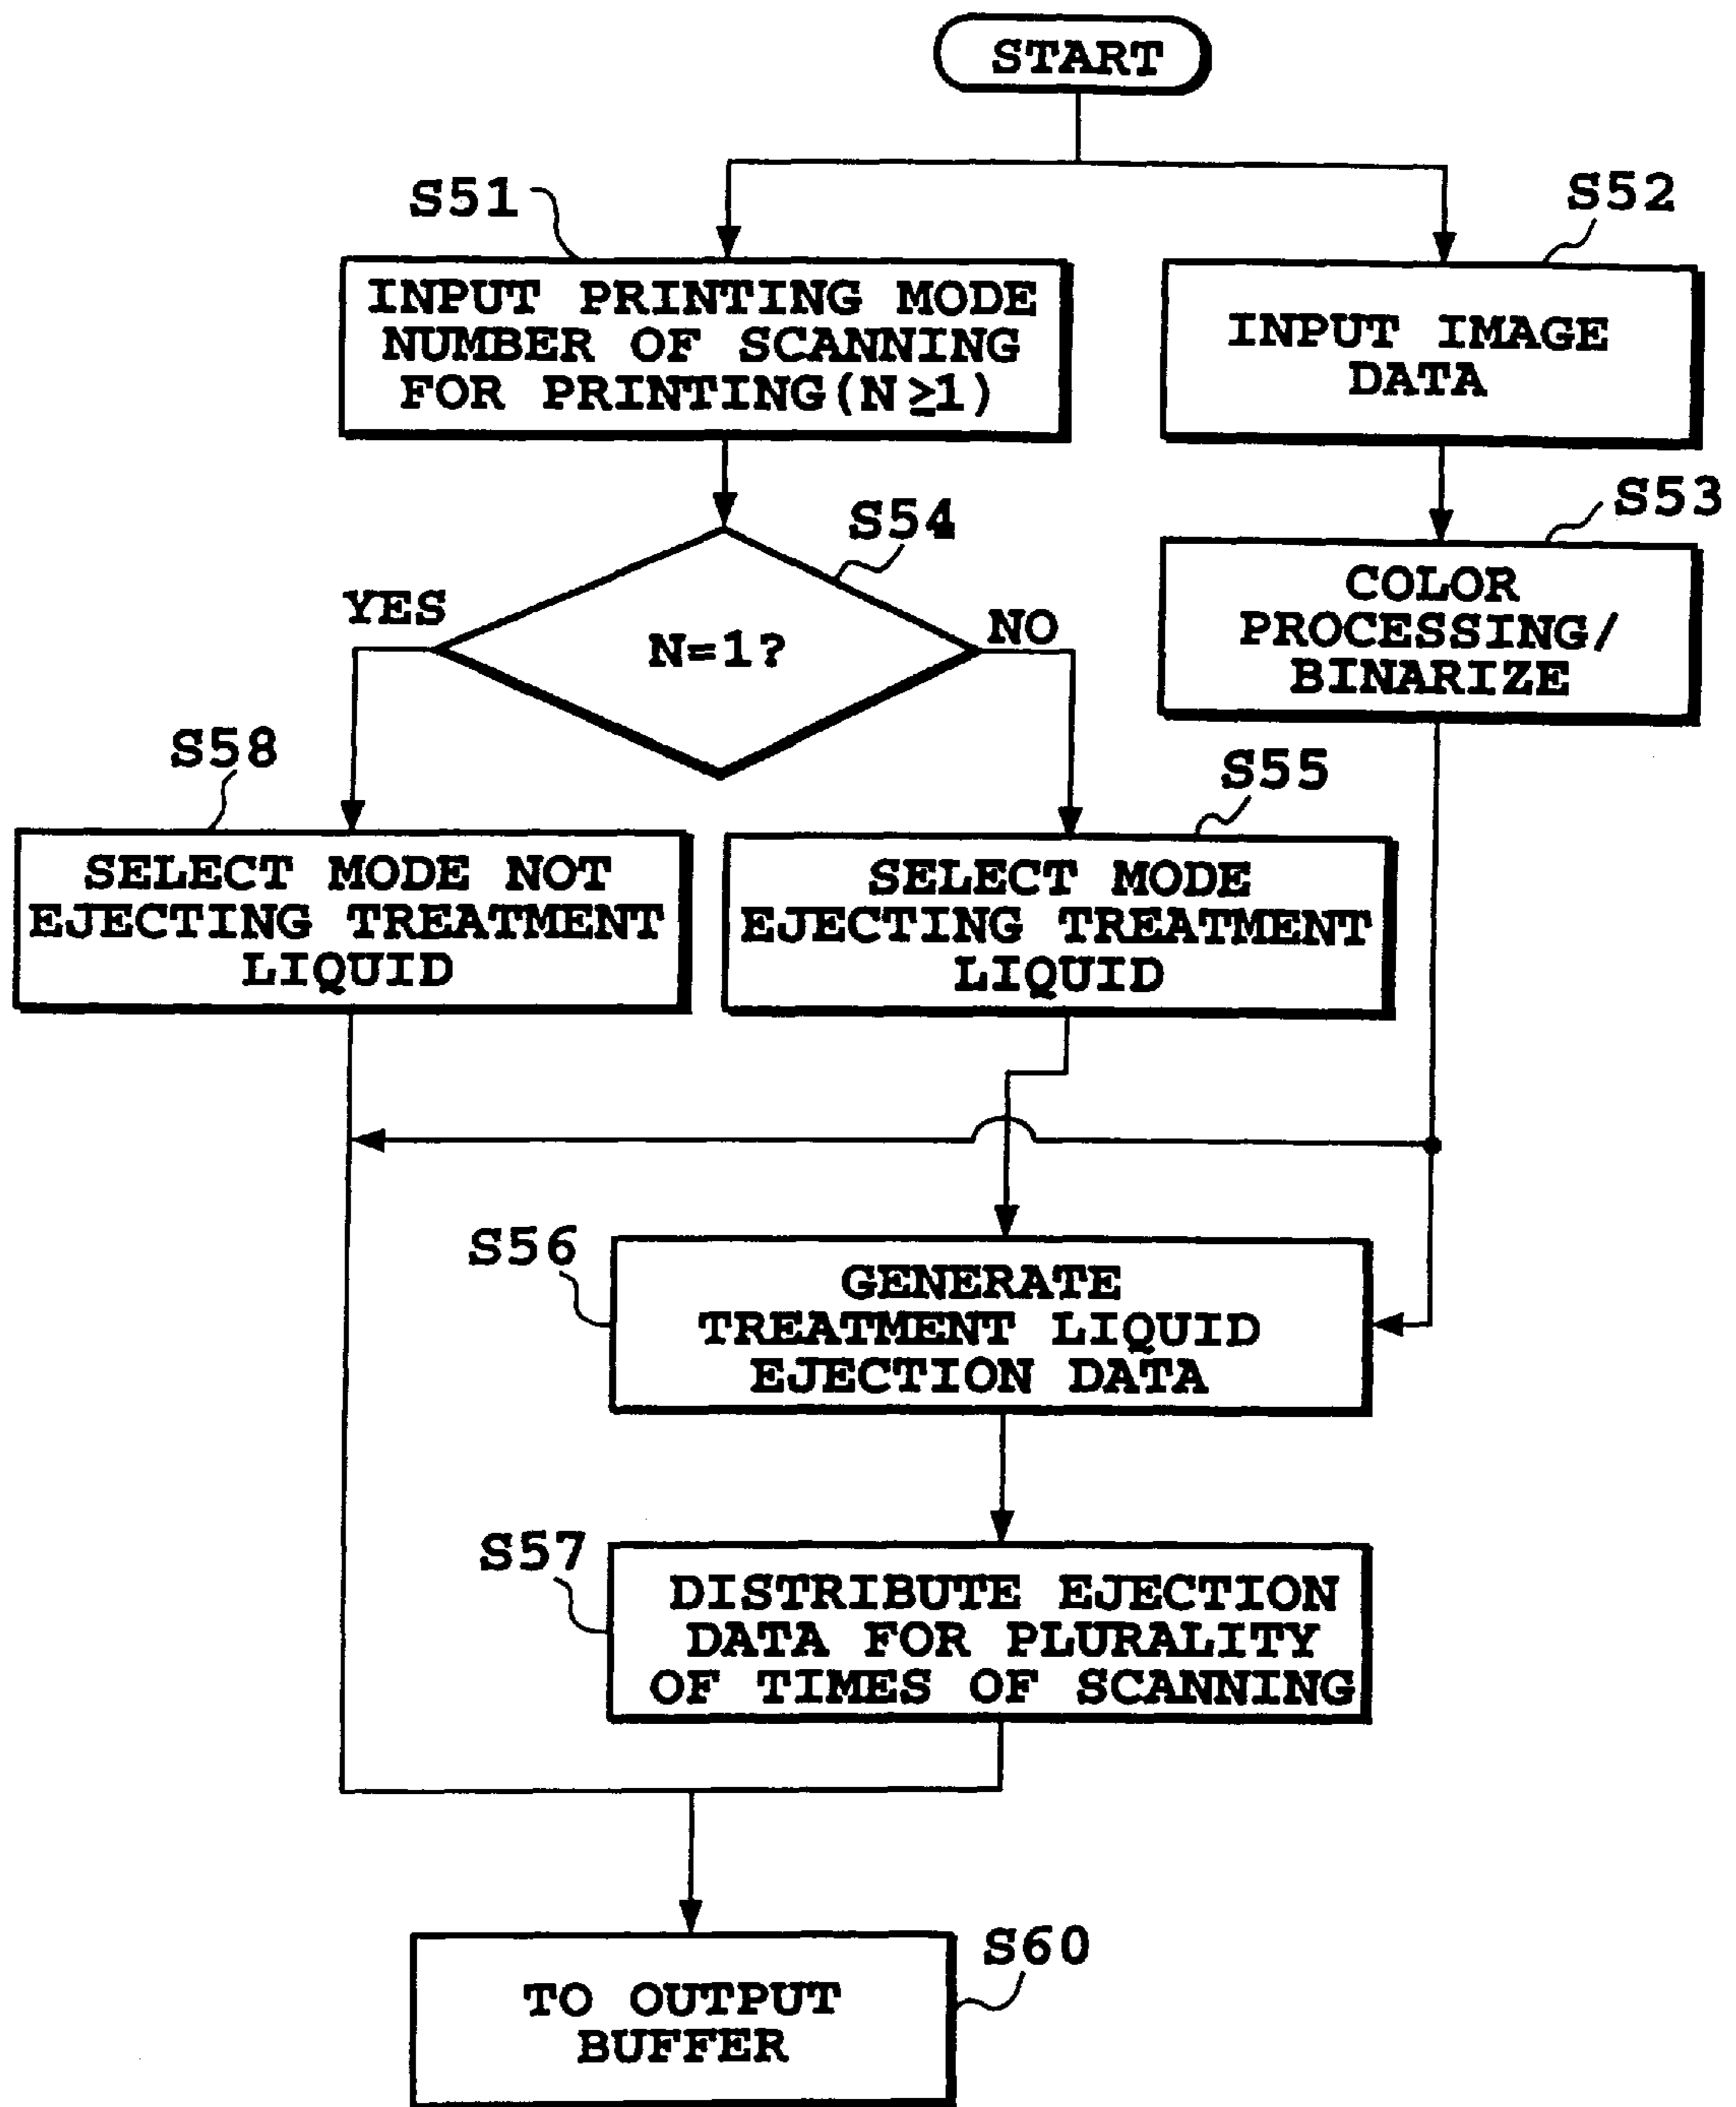 START
S51
S52
INPUT PRINTING MODE
NUMBER OF SCANNING
FOR PRINTING(N≥1)
INPUT IMAGE
DATA
S54
S53
YES
N=1?
NO
COLOR
PROCESSING/
BINARIZE
S58
S55
SELECT MODE NOT
EJECTING TREATMENT
LIQUID
SELECT MODE
EJECTING TREATMENT
LIQUID
S56
GENERATE
TREATMENT LIQUID
EJECTION DATA
S57
DISTRIBUTE EJECTION
DATA FOR PLURALITY
OF TIMES OF SCANNING
S60
TO OUTPUT
BUFFER